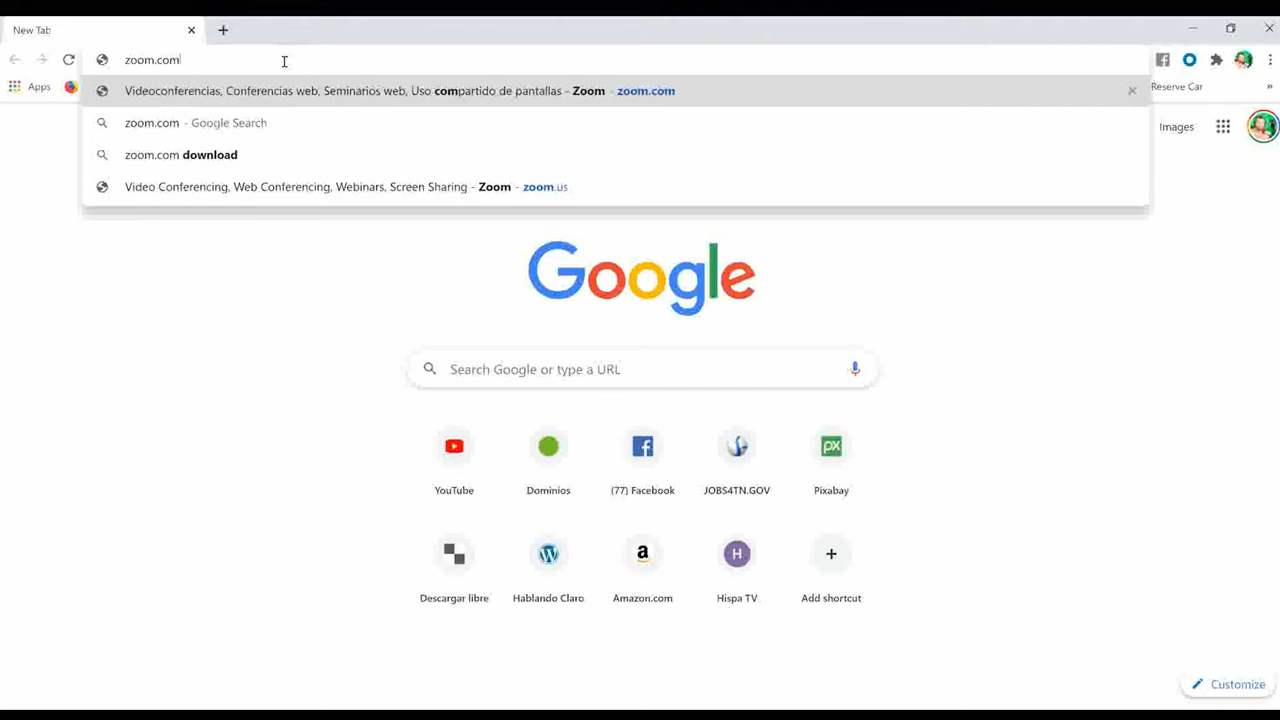 New Tab
zoom.com
Apps
Reserve Car
Videoconferencias, Conferencias web, Seminarios web, Uso compartido de pantallas - Zoom - zoom.com
zoom.com - Google Search
zoom.com download
Video Conferencing, Web Conferencing, Webinars, Screen Sharing - Zoom - zoom.us
Images
Google
Search Google or type a URL
px
YouTube
Dominios
(77) Facebook
JOBS4TN.GOV
Pixabay
a
H
Descargar libre
Hablando Claro
Amazon.com
Hispa TV
Add shortcut
Customize